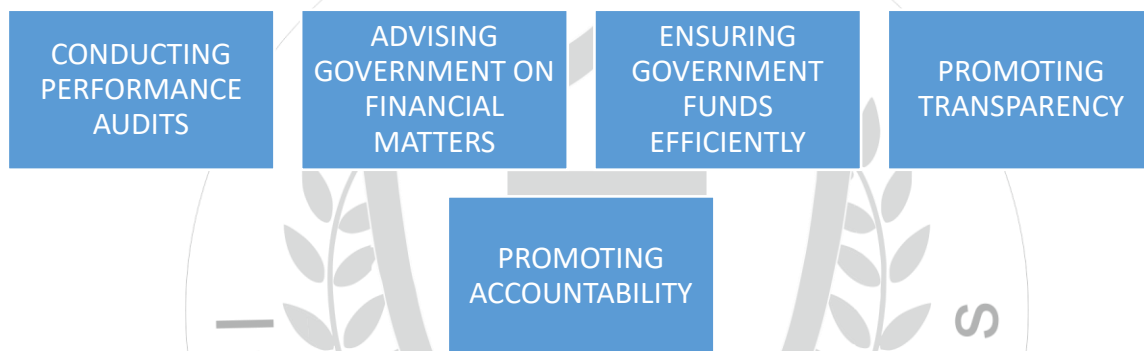 CONDUCTING
PERFORMANCE
AUDITS
ADVISING
GOVERNMENT ON
FINANCIAL
MATTERS
ENSURING
GOVERNMENT
FUNDS
EFFICIENTLY
PROMOTING
TRANSPARENCY
PROMOTING
ACCOUNTABILITY
I
S